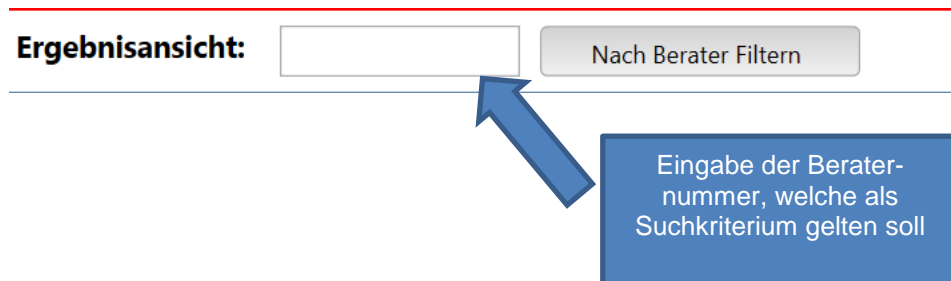 Ergebnisansicht: Nach Berater Filtern
Eingabe der Berater-
nummer, welche als
Suchkriterium gelten soll